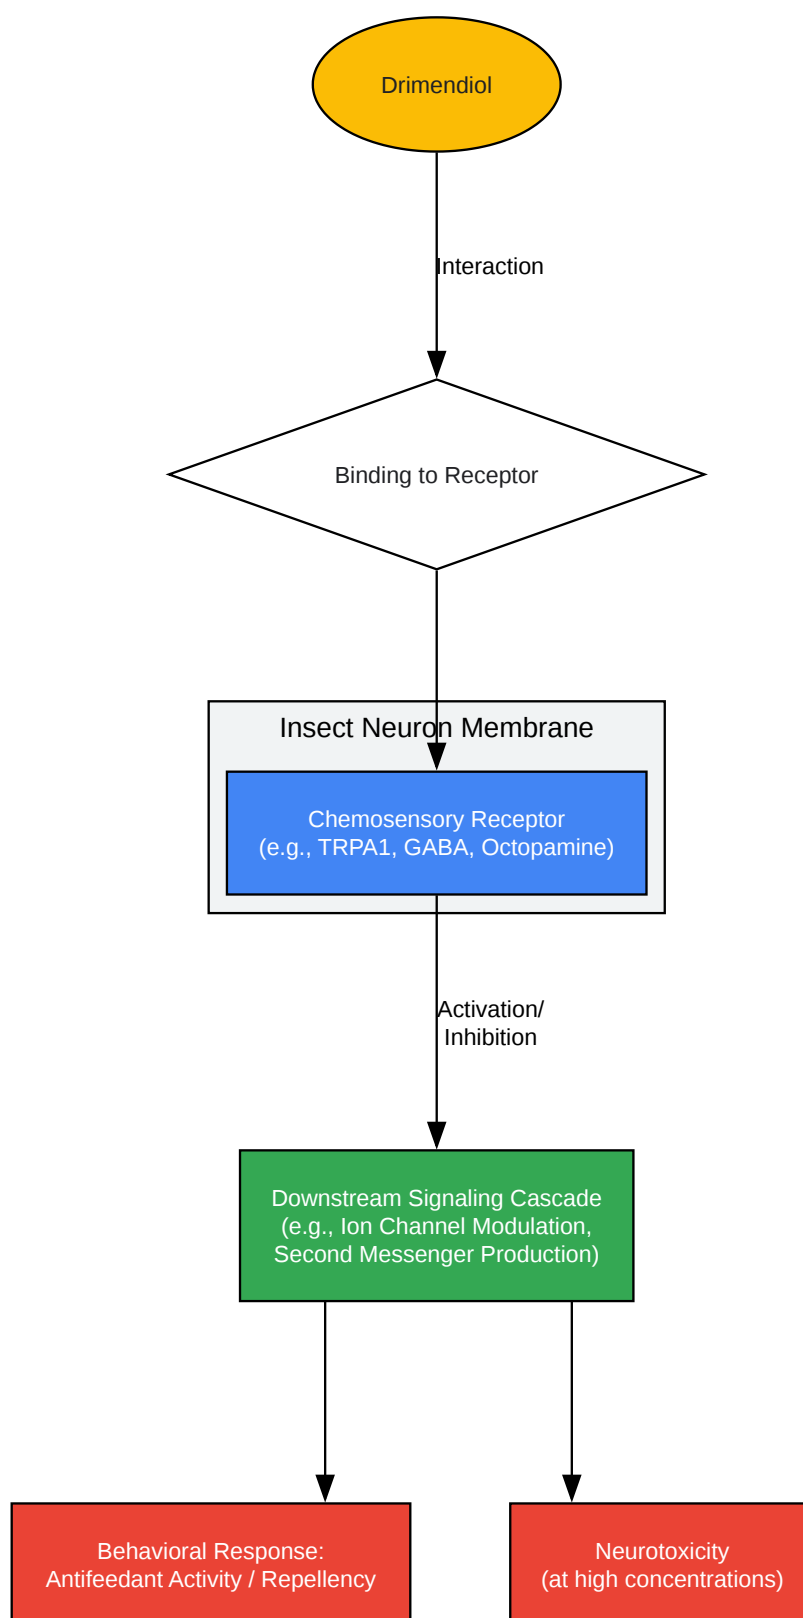 Drimendiol
Interaction
Binding to Receptor
Insect Neuron Membrane
Chemosensory Receptor
(e.g., TRPA1, GABA, Octopamine)
Activation/
Inhibition
Downstream Signaling Cascade
(e.g., Ion Channel Modulation,
Second Messenger Production)
Behavioral Response:
Antifeedant Activity / Repellency
Neurotoxicity
(at high concentrations)